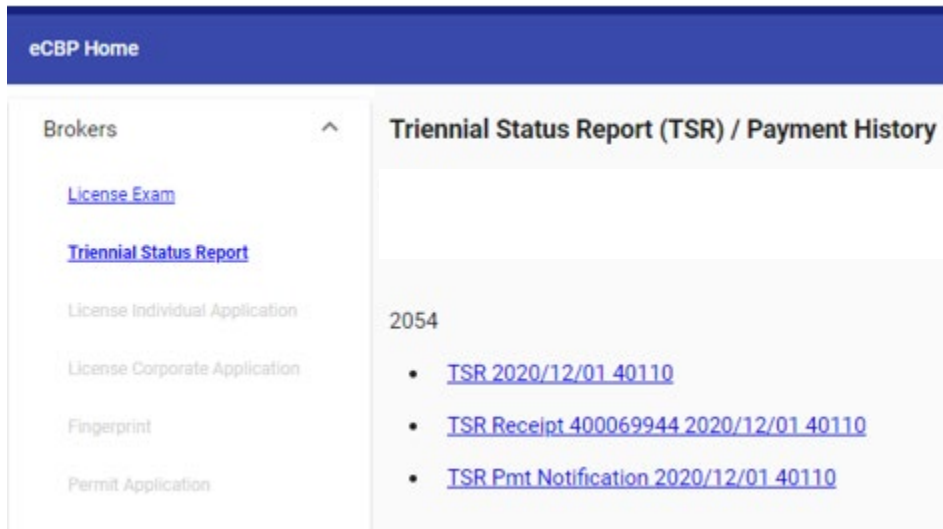 eCBP Home
Brokers
License Exam
Triennial Status Report
License Individual Application
License Corporate Application
Fingerprint
Permit Application
Triennial Status Report (TSR) / Payment History
2054
TSR 2020/12/01 40110
TSR Receipt 400069944 2020/12/01 40110
TSR Pmt Notification 2020/12/01 40110